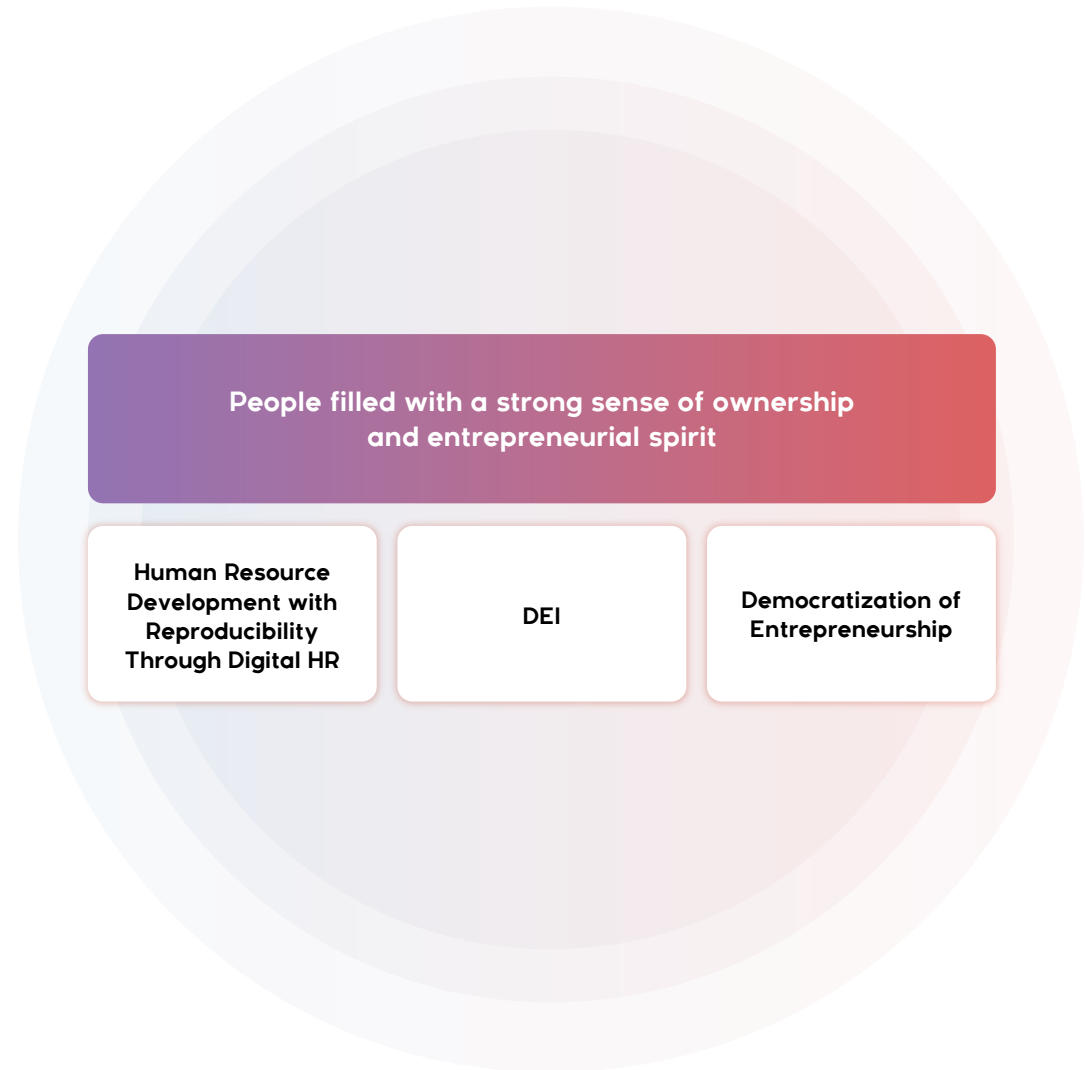 People filled with a strong sense of ownership
and entrepreneurial spirit
Human Resource
Development with
Reproducibility
Through Digital HR
DEI
Democratization of
Entrepreneurship